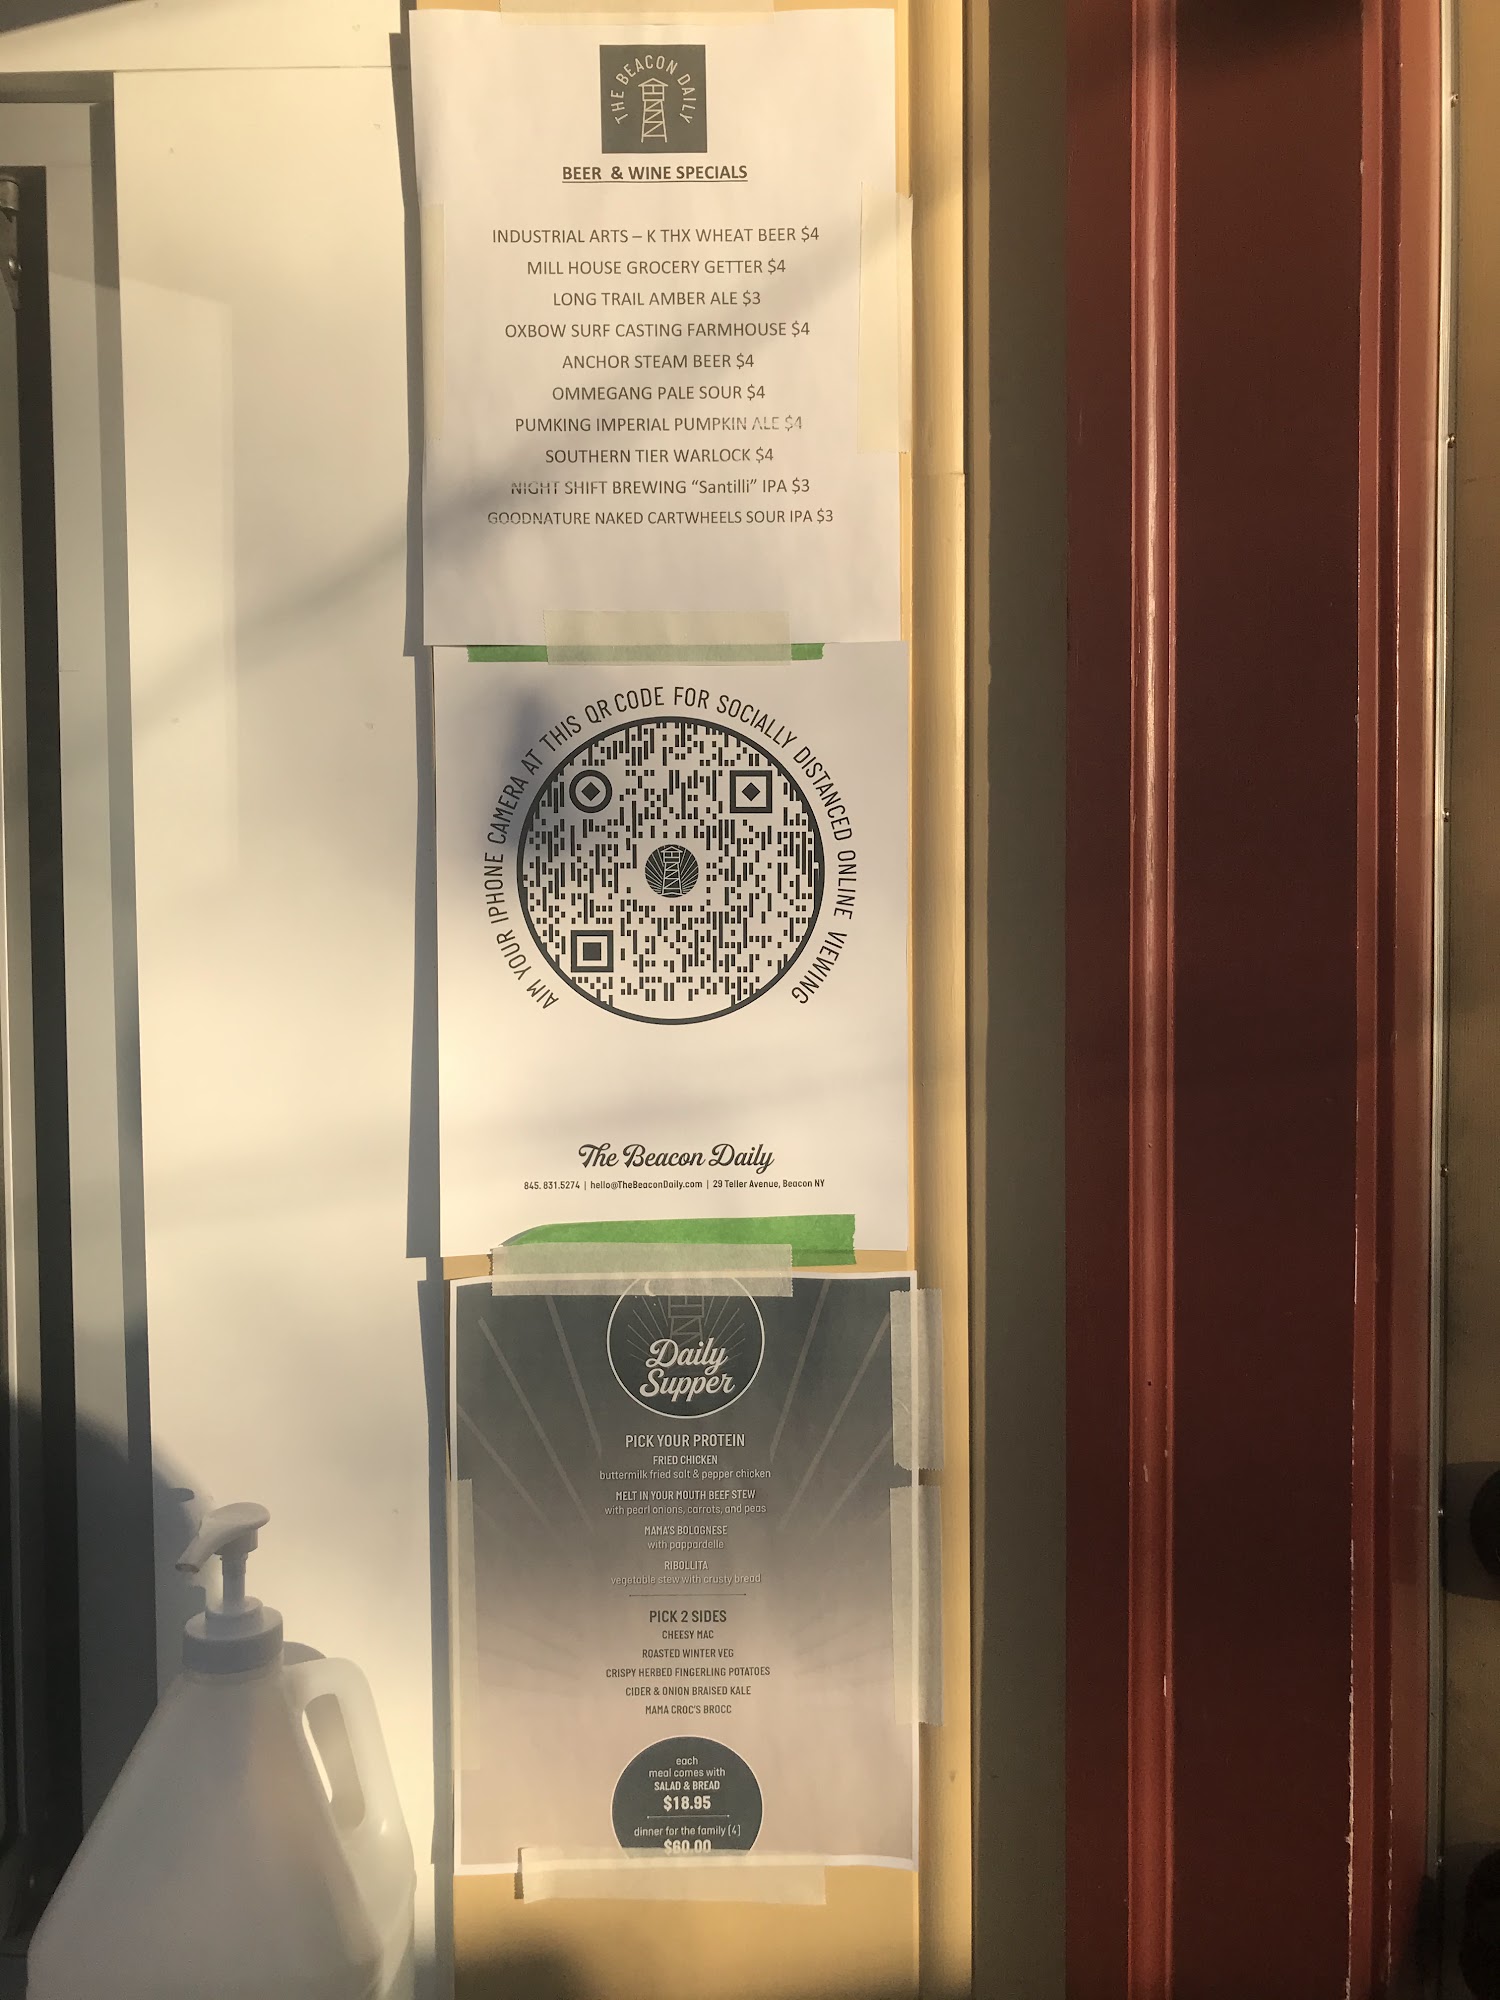 THE BEACON DAILY
BEER & WINE SPECIALS
INDUSTRIAL ARTS – K THX WHEAT BEER $4
MILL HOUSE GROCERY GETTER $4
LONG TRAIL AMBER ALE $3
OXBOW SURF CASTING FARMHOUSE $4
ANCHOR STEAM BEER $4
OMMEGANG PALE SOUR $4
PUMKING IMPERIAL PUMPKIN ALE $4
SOUTHERN TIER WARLOCK $4
NIGHT SHIFT BREWING “Santilli” IPA $3
GOODNATURE NAKED CARTWHEELS SOUR IPA $3
AIM YOUR IPHONE CAMERA AT THIS QR CODE FOR SOCIALLY DISTANCED ONLINE VIEWING
The Beacon Daily
845.831.5274 | hello@TheBeaconDaily.com | 29 Teller Avenue, Beacon NY
Daily
Supper
PICK YOUR PROTEIN
FRIED CHICKEN
buttermilk fried salt & pepper chicken
MELT IN YOUR MOUTH BEEF STEW
with pearl onions, carrots, and peas
MAMA'S BOLOGNESE
with pappardelle
RIBOLLITA
vegetable stew with crusty bread
PICK 2 SIDES
CHEESY MAC
ROASTED WINTER VEG
CRISPY HERBED FINGERLING POTATOES
CIDER & ONION BRAISED KALE
MAMA CROC'S BROCC
each
meal comes with
SALAD & BREAD
$18.95
dinner for the family (4)
$60.00